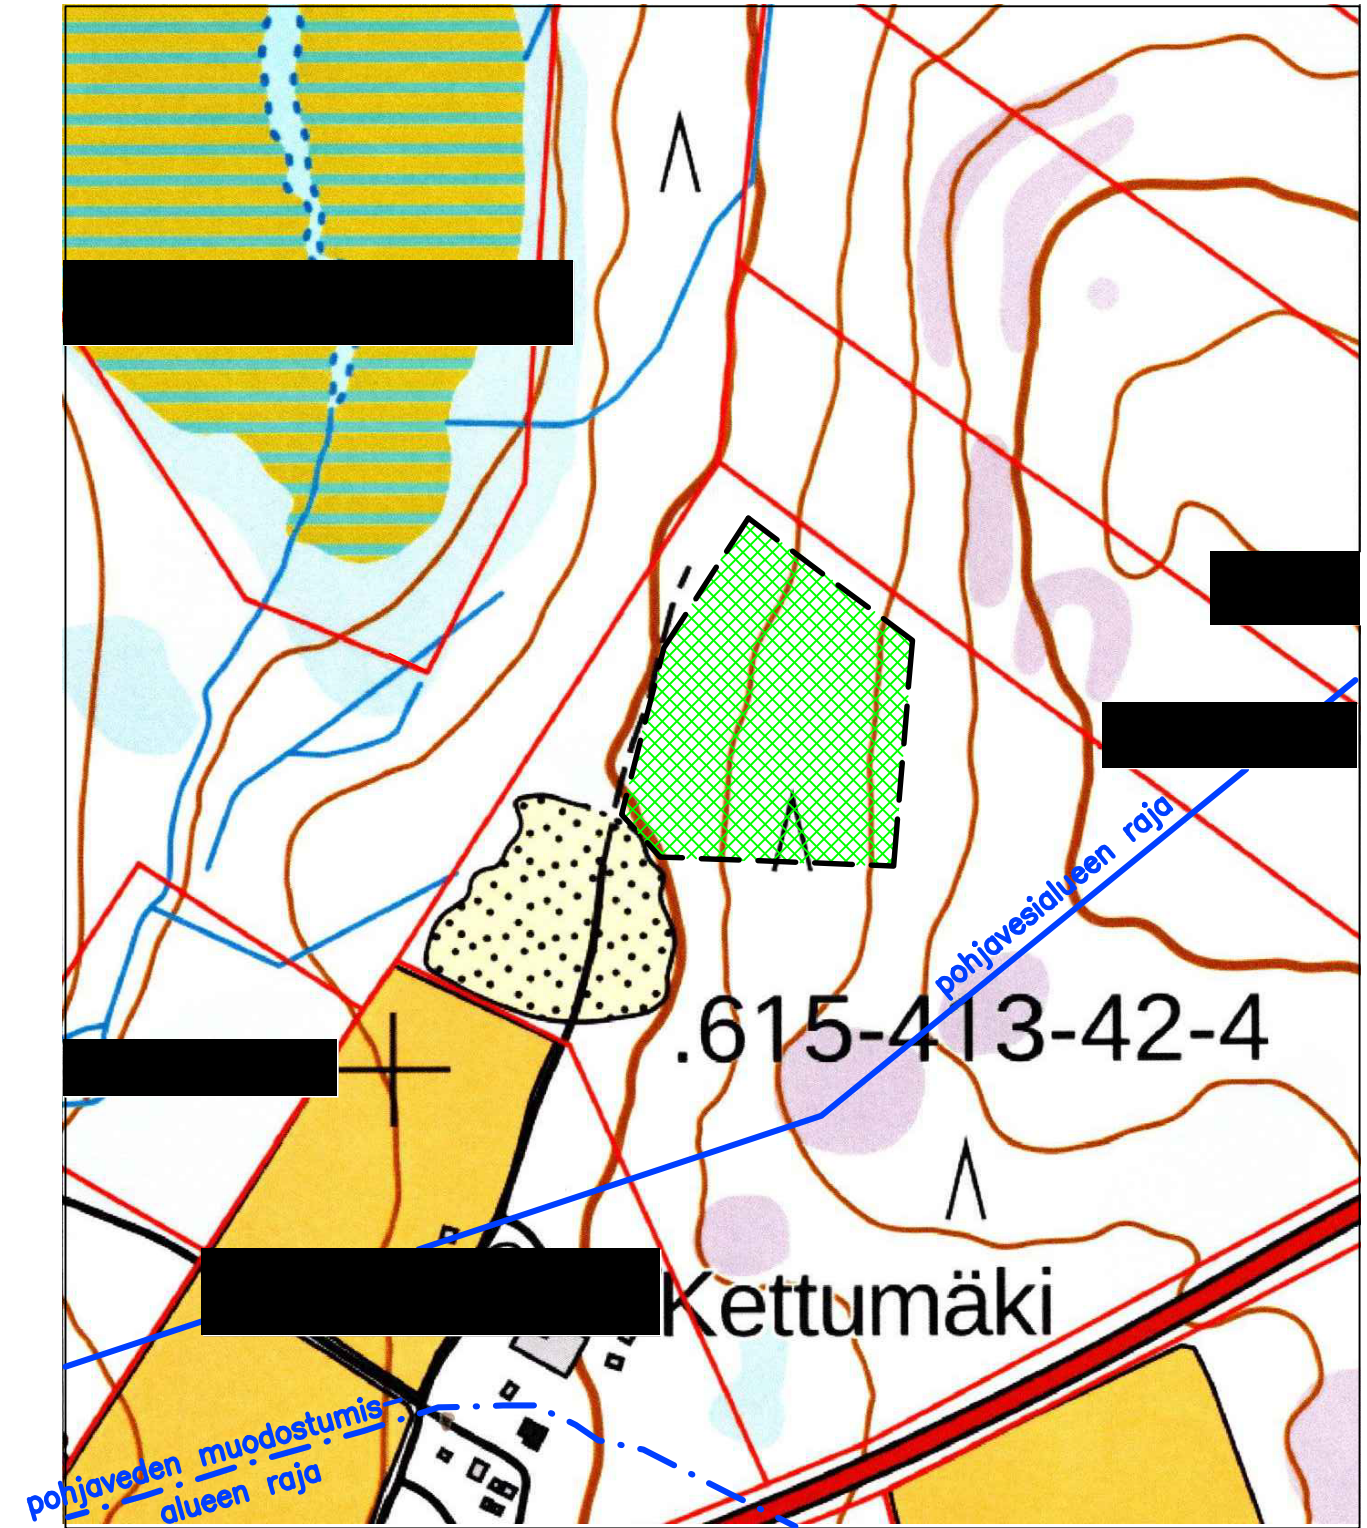 pohjavesialueen raja
.615-413-42-4
Kettumäki
pohjaveden muodostumis-
alueen raja